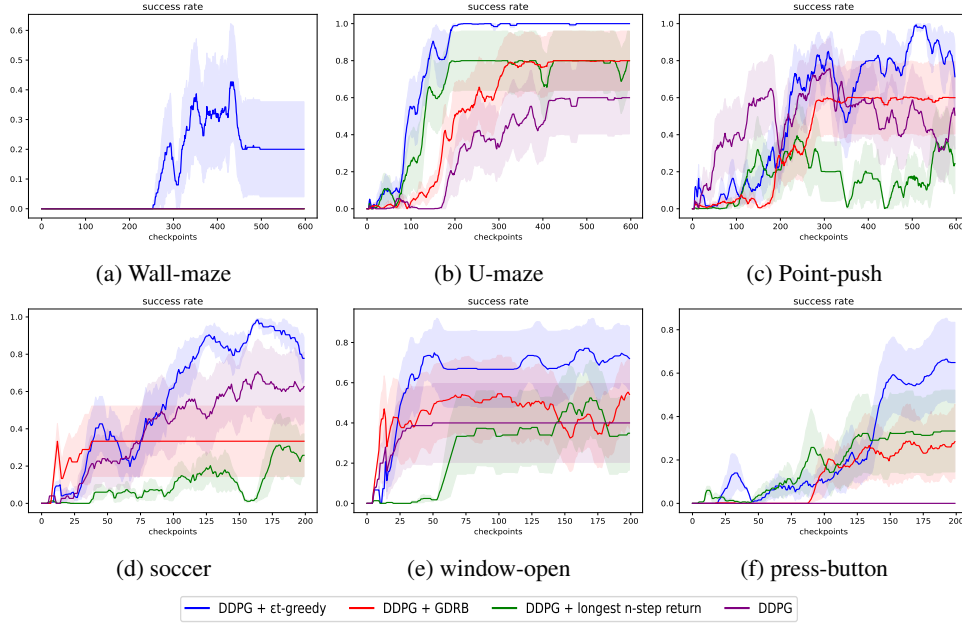 success rate
0.6
0.5
0.4
0.3
0.2
0.1
0.0
0 100 200 300 400 500 600
checkpoints
(a) Wall-maze
success rate
1.0
0.8
0.6
0.4
0.2
0.0
0 100 200 300 400 500 600
checkpoints
(b) U-maze
success rate
1.0
0.8
0.6
0.4
0.2
0.0
0 100 200 300 400 500 600
checkpoints
(c) Point-push
success rate
1.0
0.8
0.6
0.4
0.2
0.0
0 25 50 75 100 125 150 175 200
checkpoints
(d) soccer
success rate
1.0
0.8
0.6
0.4
0.2
0.0
0 25 50 75 100 125 150 175 200
checkpoints
(e) window-open
success rate
1.0
0.8
0.6
0.4
0.2
0.0
0 25 50 75 100 125 150 175 200
checkpoints
(f) press-button
DDPG + εt-greedy DDPG + GDRB DDPG + longest n-step return DDPG